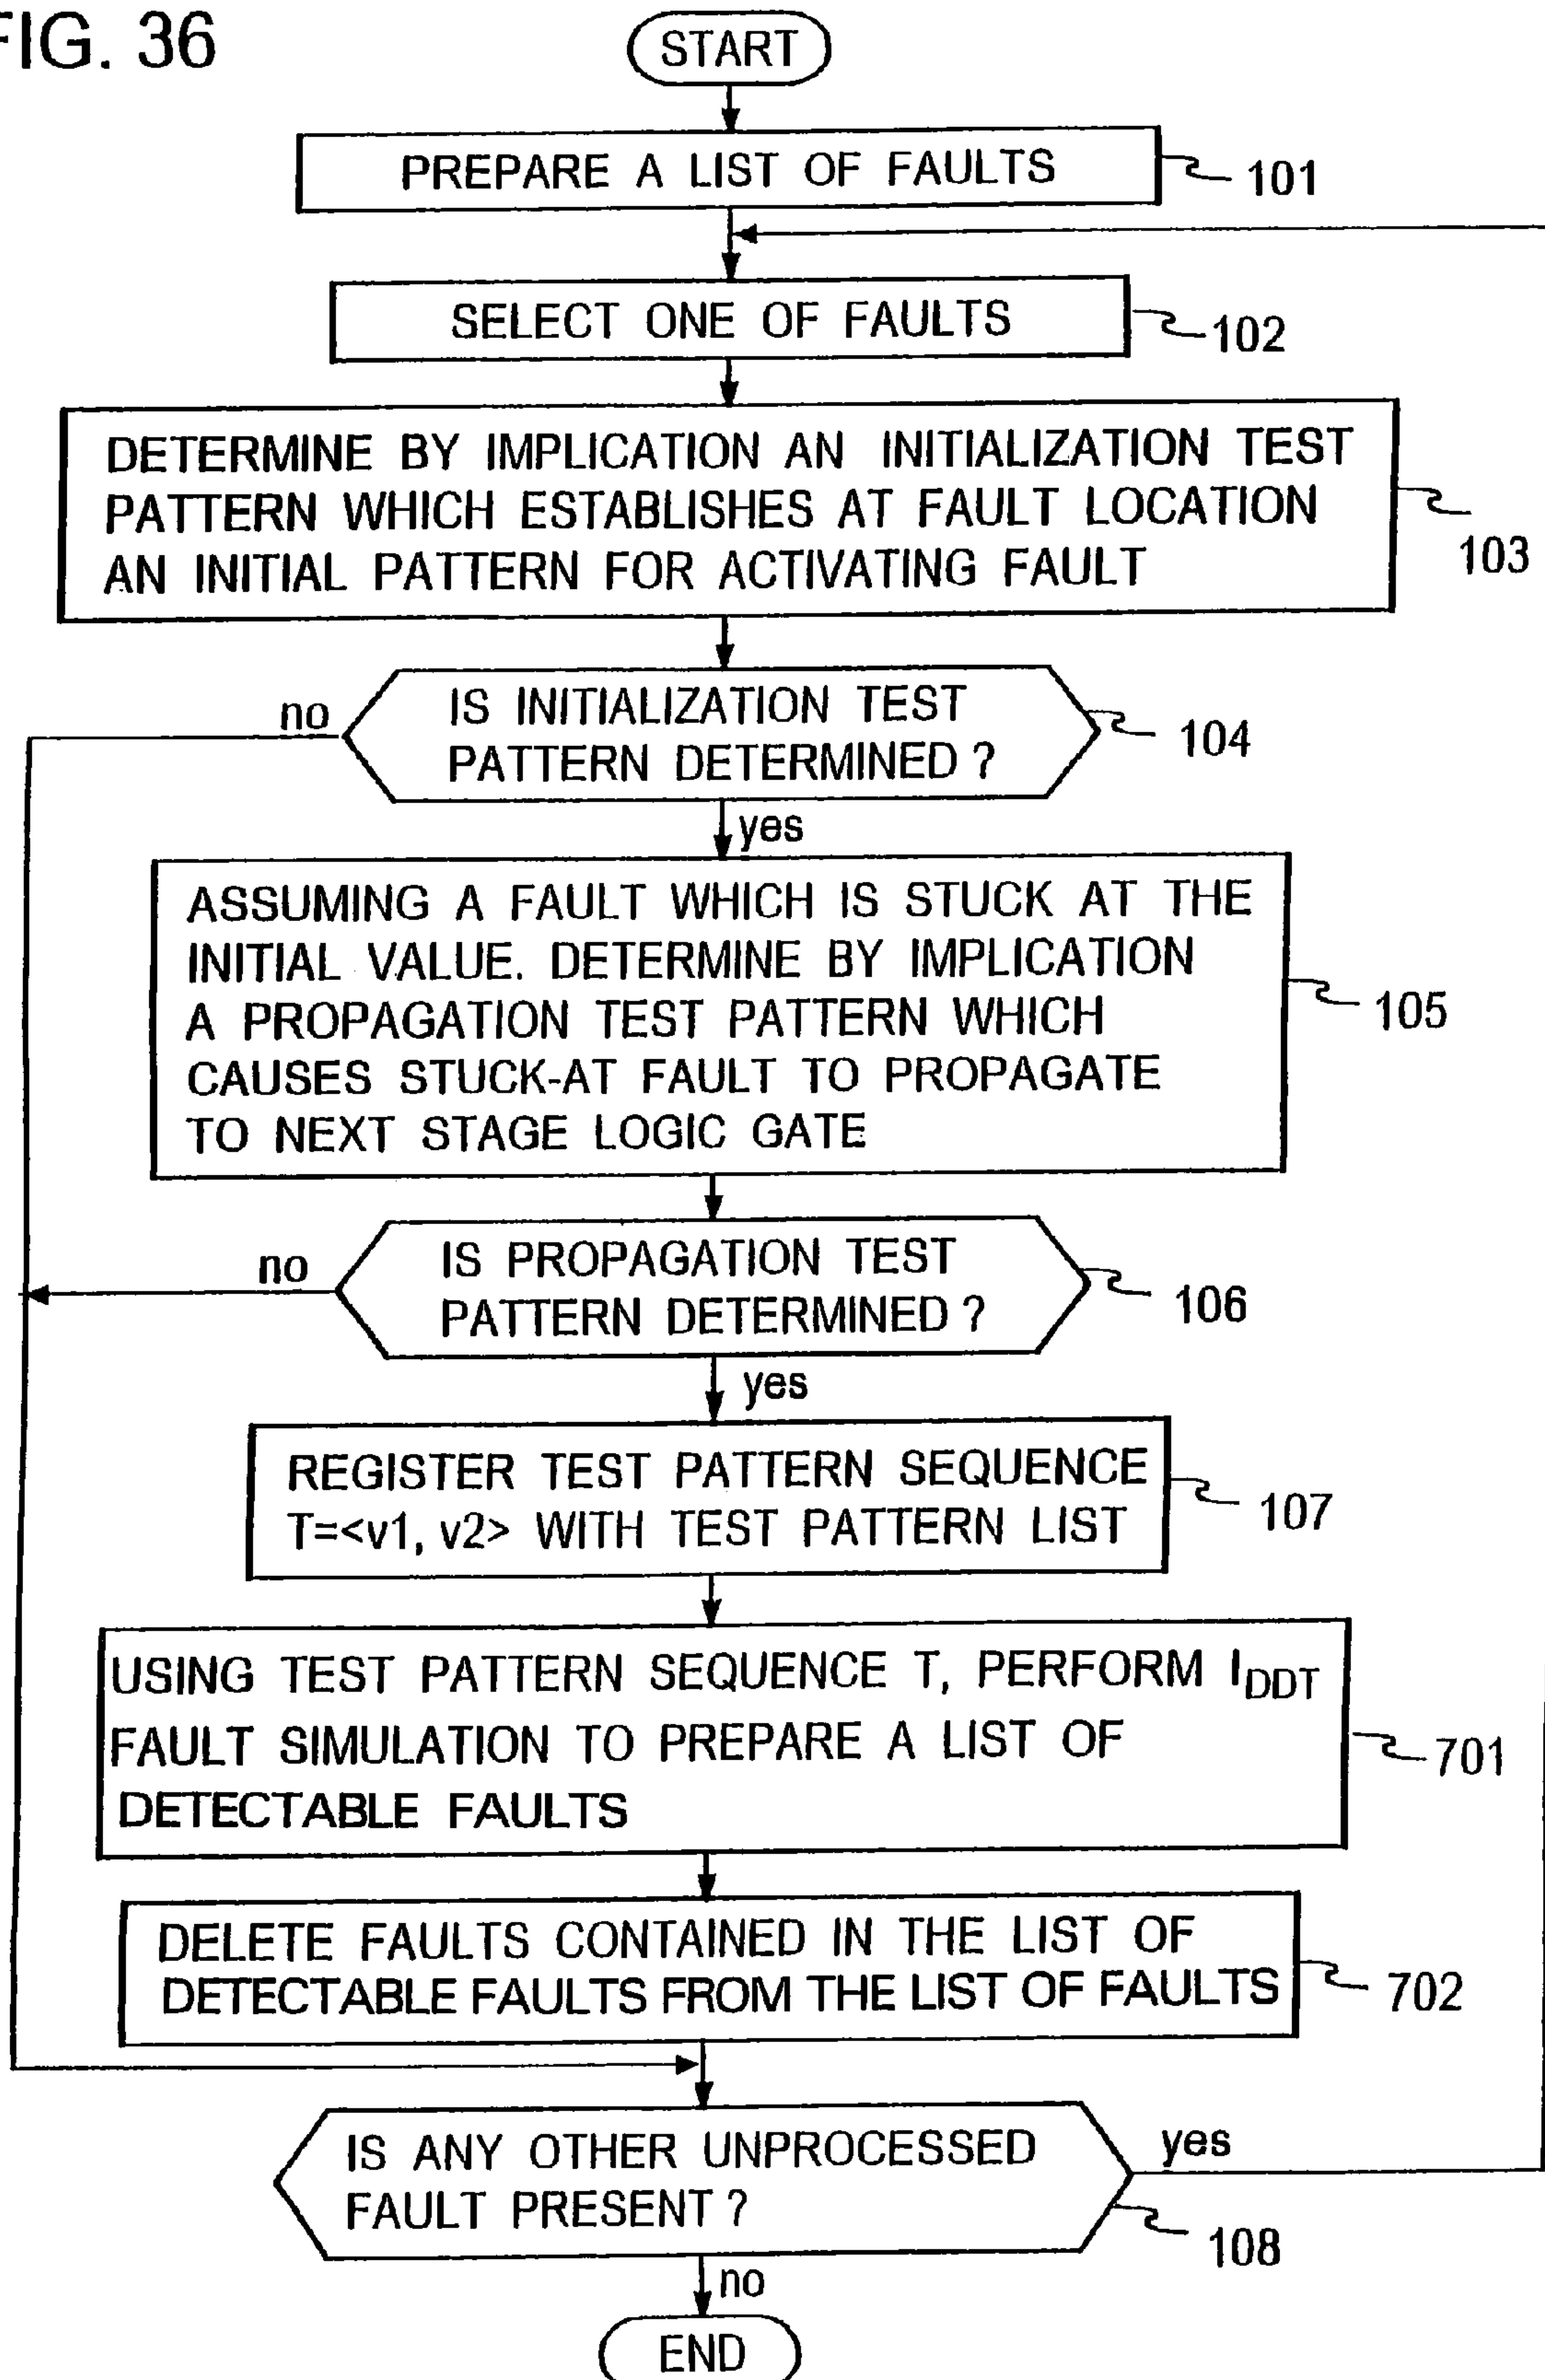 FIG. 36
START
PREPARE A LIST OF FAULTS
101
SELECT ONE OF FAULTS
102
DETERMINE BY IMPLICATION AN INITIALIZATION TEST
PATTERN WHICH ESTABLISHES AT FAULT LOCATION
AN INITIAL PATTERN FOR ACTIVATING FAULT
103
no
IS INITIALIZATION TEST
PATTERN DETERMINED ?
104
yes
ASSUMING A FAULT WHICH IS STUCK AT THE
INITIAL VALUE. DETERMINE BY IMPLICATION
A PROPAGATION TEST PATTERN WHICH
CAUSES STUCK-AT FAULT TO PROPAGATE
TO NEXT STAGE LOGIC GATE
105
no
IS PROPAGATION TEST
PATTERN DETERMINED ?
106
yes
REGISTER TEST PATTERN SEQUENCE
T=<v1, v2> WITH TEST PATTERN LIST
107
USING TEST PATTERN SEQUENCE T, PERFORM IDDT
FAULT SIMULATION TO PREPARE A LIST OF
DETECTABLE FAULTS
701
DELETE FAULTS CONTAINED IN THE LIST OF
DETECTABLE FAULTS FROM THE LIST OF FAULTS
702
IS ANY OTHER UNPROCESSED
FAULT PRESENT ?
yes
108
no
END